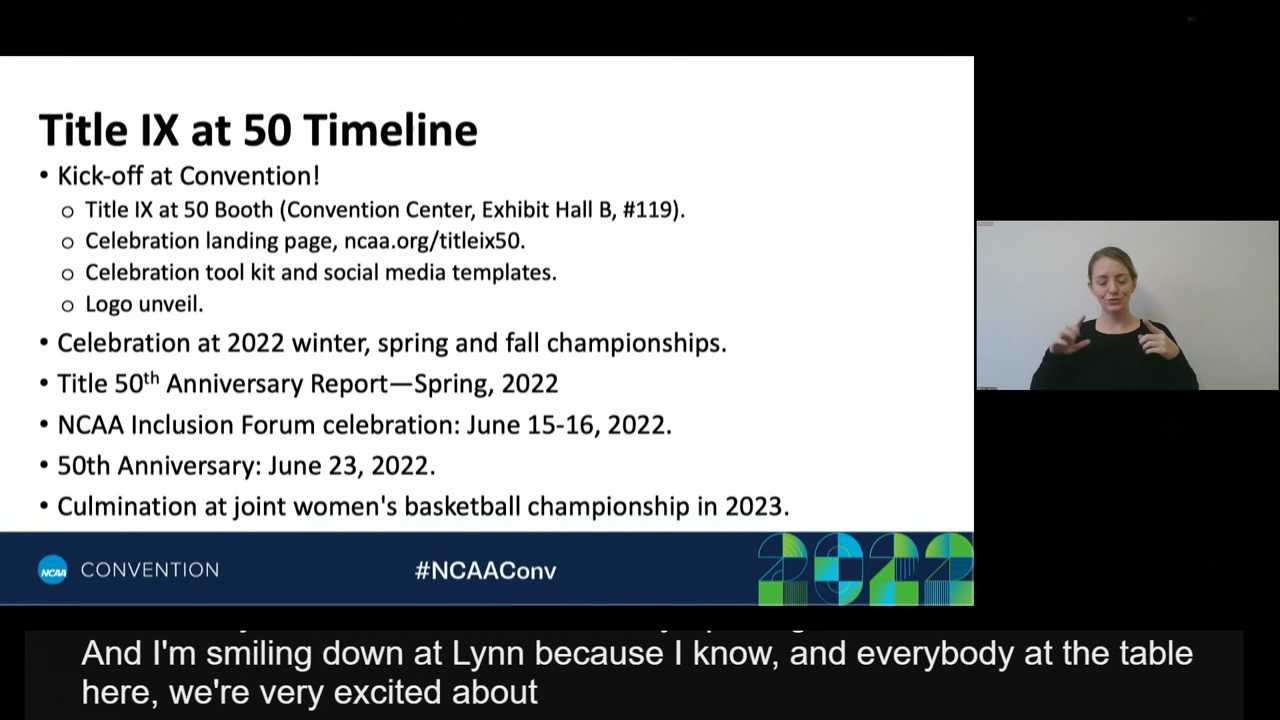 Title IX at 50 Timeline
• Kick-off at Convention!
o Title IX at 50 Booth (Convention Center, Exhibit Hall B, #119).
o Celebration landing page, ncaa.org/titleix50.
o Celebration tool kit and social media templates.
o Logo unveil.
• Celebration at 2022 winter, spring and fall championships.
• Title 50th Anniversary Report—Spring, 2022
• NCAA Inclusion Forum celebration: June 15-16, 2022.
• 50th Anniversary: June 23, 2022.
• Culmination at joint women's basketball championship in 2023.
NCAA CONVENTION #NCAAConv 2022
And I'm smiling down at Lynn because I know, and everybody at the table
here, we're very excited about